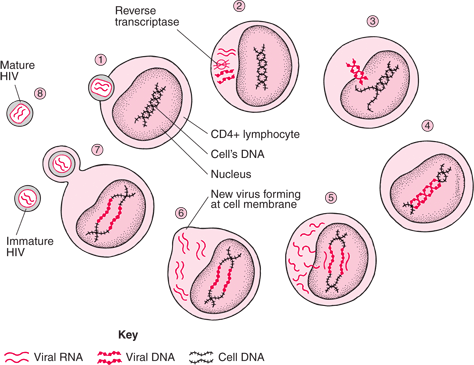 Reverse
transcriptase
2
3
Mature
HIV
1
8
CD4+ lymphocyte
Cell's DNA
Nucleus
4
7
New virus forming
at cell membrane
6
5
Immature
HIV
Key
Viral RNA Viral DNA Cell DNA